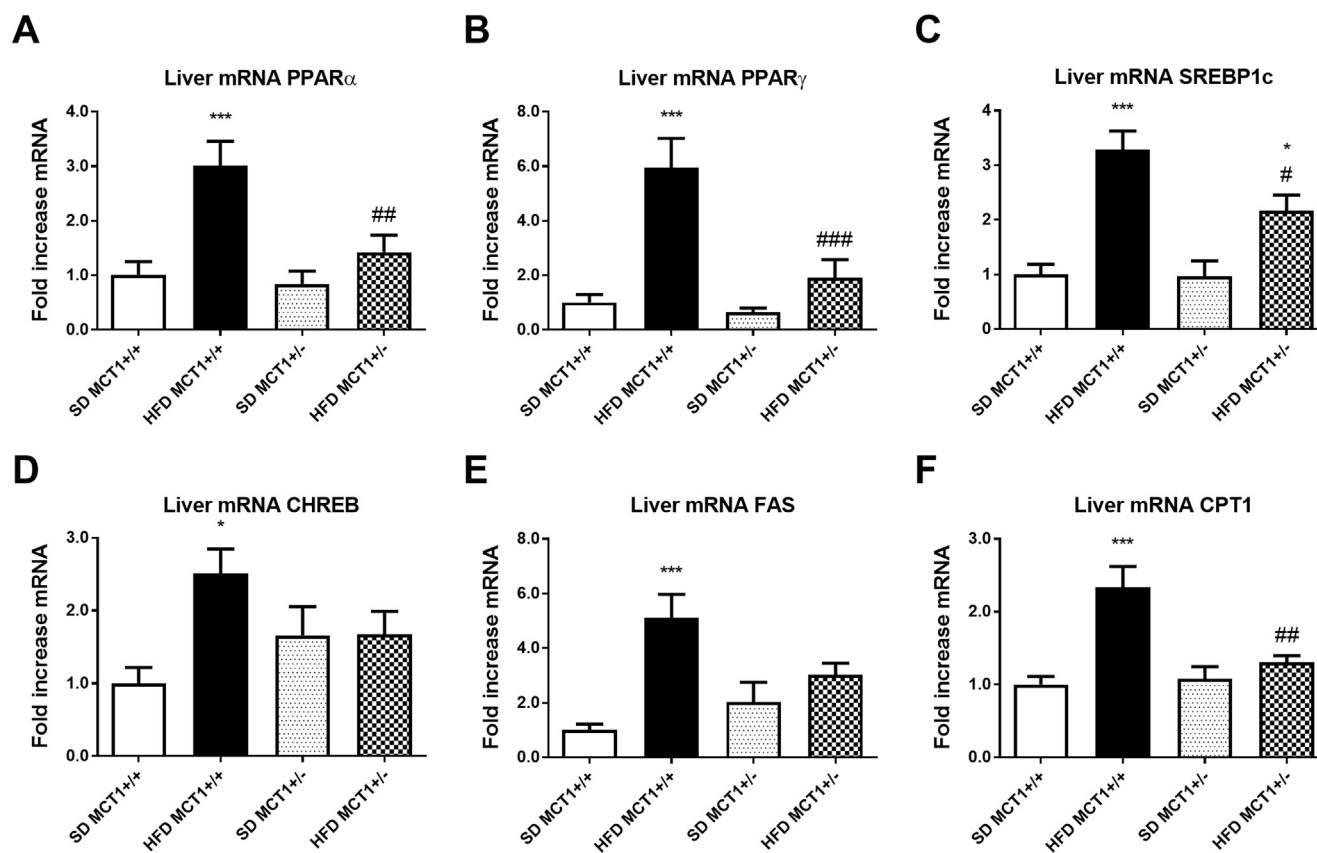 A
Liver mRNA PPARα
Fold increase mRNA
4.0
3.0
2.0
1.0
0.0
***
##
SD MCT1+/+
HFD MCT1+/+
SD MCT1+/-
HFD MCT1+/-
B
Liver mRNA PPARγ
Fold increase mRNA
8.0
6.0
4.0
2.0
0.0
***
###
SD MCT1+/+
HFD MCT1+/+
SD MCT1+/-
HFD MCT1+/-
C
Liver mRNA SREBP1c
Fold increase mRNA
4
3
2
1
0
***
*
#
SD MCT1+/+
HFD MCT1+/+
SD MCT1+/-
HFD MCT1+/-
D
Liver mRNA CHREB
Fold increase mRNA
3.0
2.0
1.0
0.0
*
SD MCT1+/+
HFD MCT1+/+
SD MCT1+/-
HFD MCT1+/-
E
Liver mRNA FAS
Fold increase mRNA
8.0
6.0
4.0
2.0
0.0
***
SD MCT1+/+
HFD MCT1+/+
SD MCT1+/-
HFD MCT1+/-
F
Liver mRNA CPT1
Fold increase mRNA
3.0
2.0
1.0
0.0
***
##
SD MCT1+/+
HFD MCT1+/+
SD MCT1+/-
HFD MCT1+/-